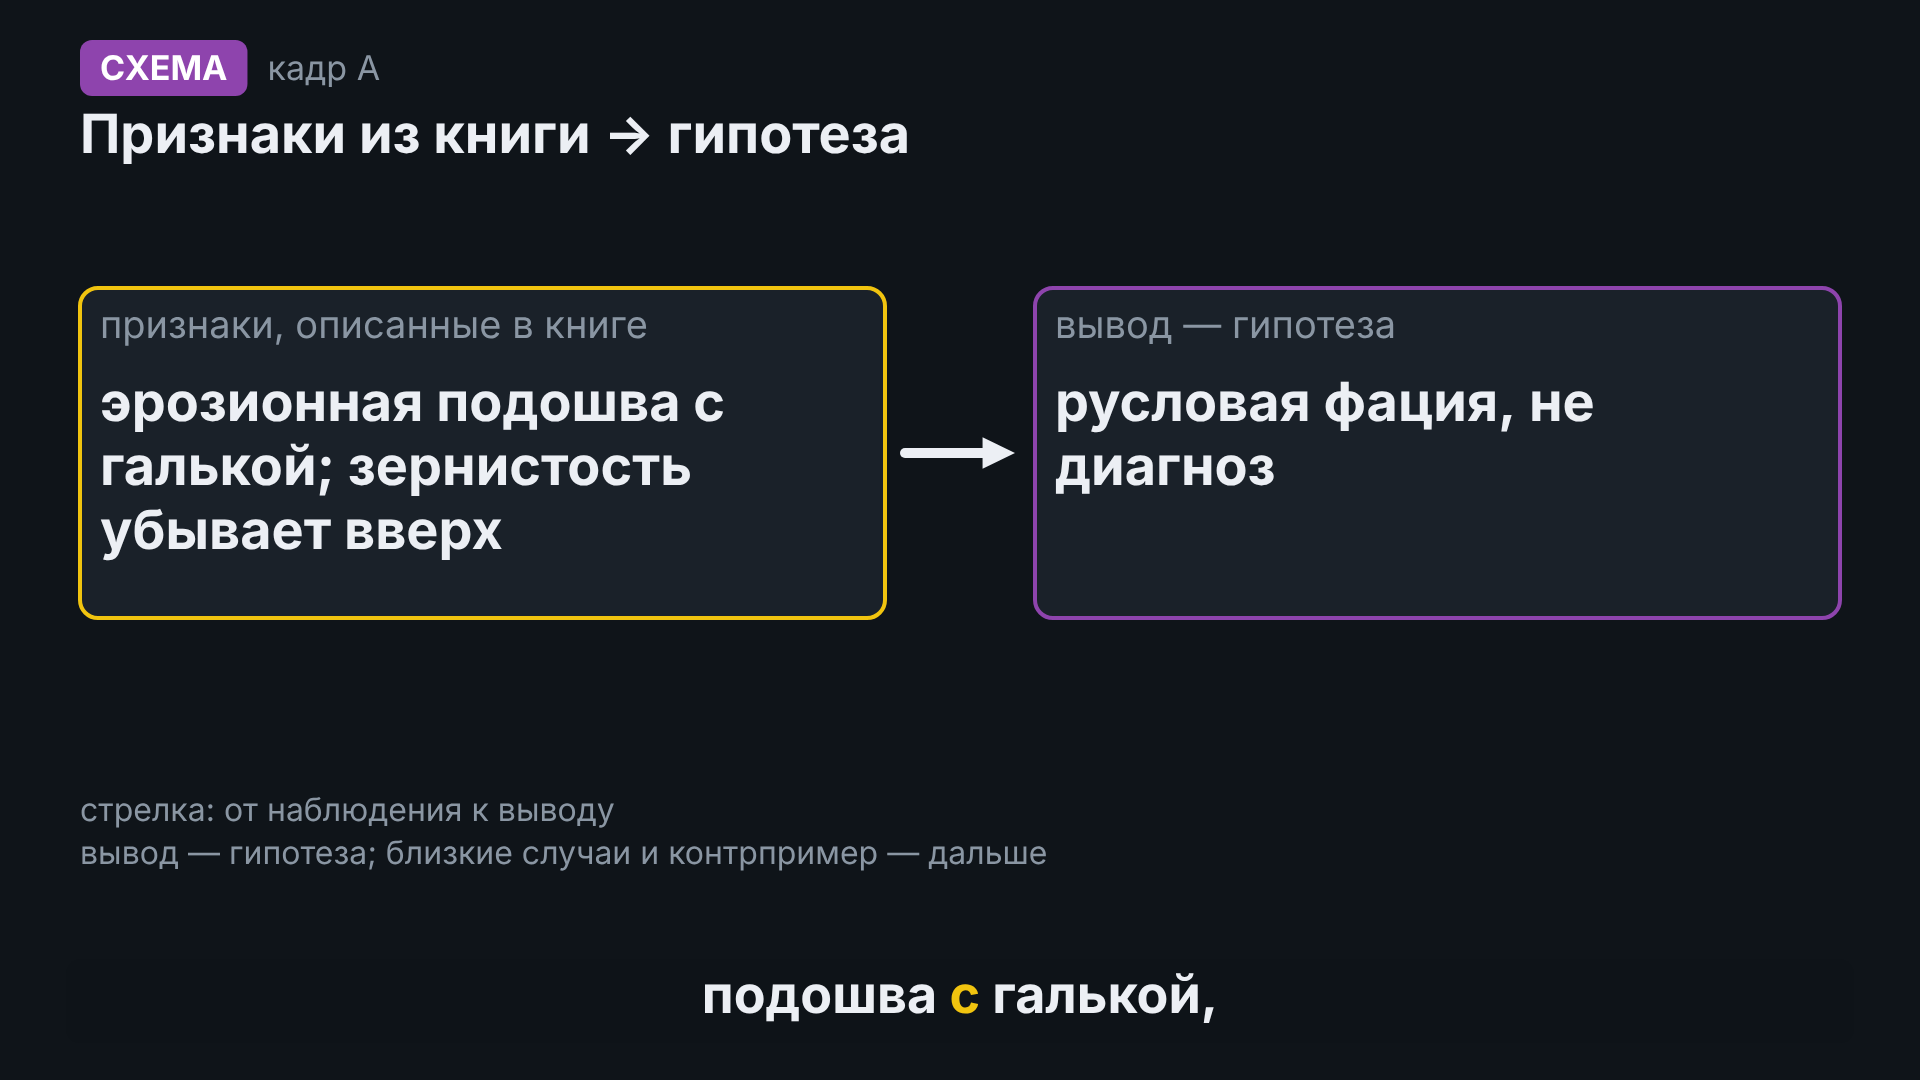 СХЕМА кадр А
Признаки из книги → гипотеза
признаки, описанные в книге
эрозионная подошва с
галькой; зернистость
убывает вверх
вывод — гипотеза
русловая фация, не
диагноз
стрелка: от наблюдения к выводу
вывод — гипотеза; близкие случаи и контрпример — дальше
подошва с галькой,